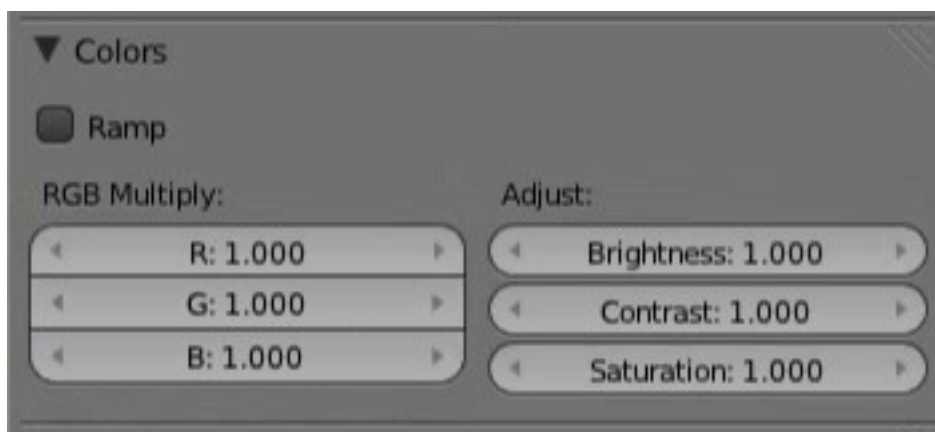 Colors
Ramp
RGB Multiply:
R: 1.000
G: 1.000
B: 1.000
Adjust:
Brightness: 1.000
Contrast: 1.000
Saturation: 1.000